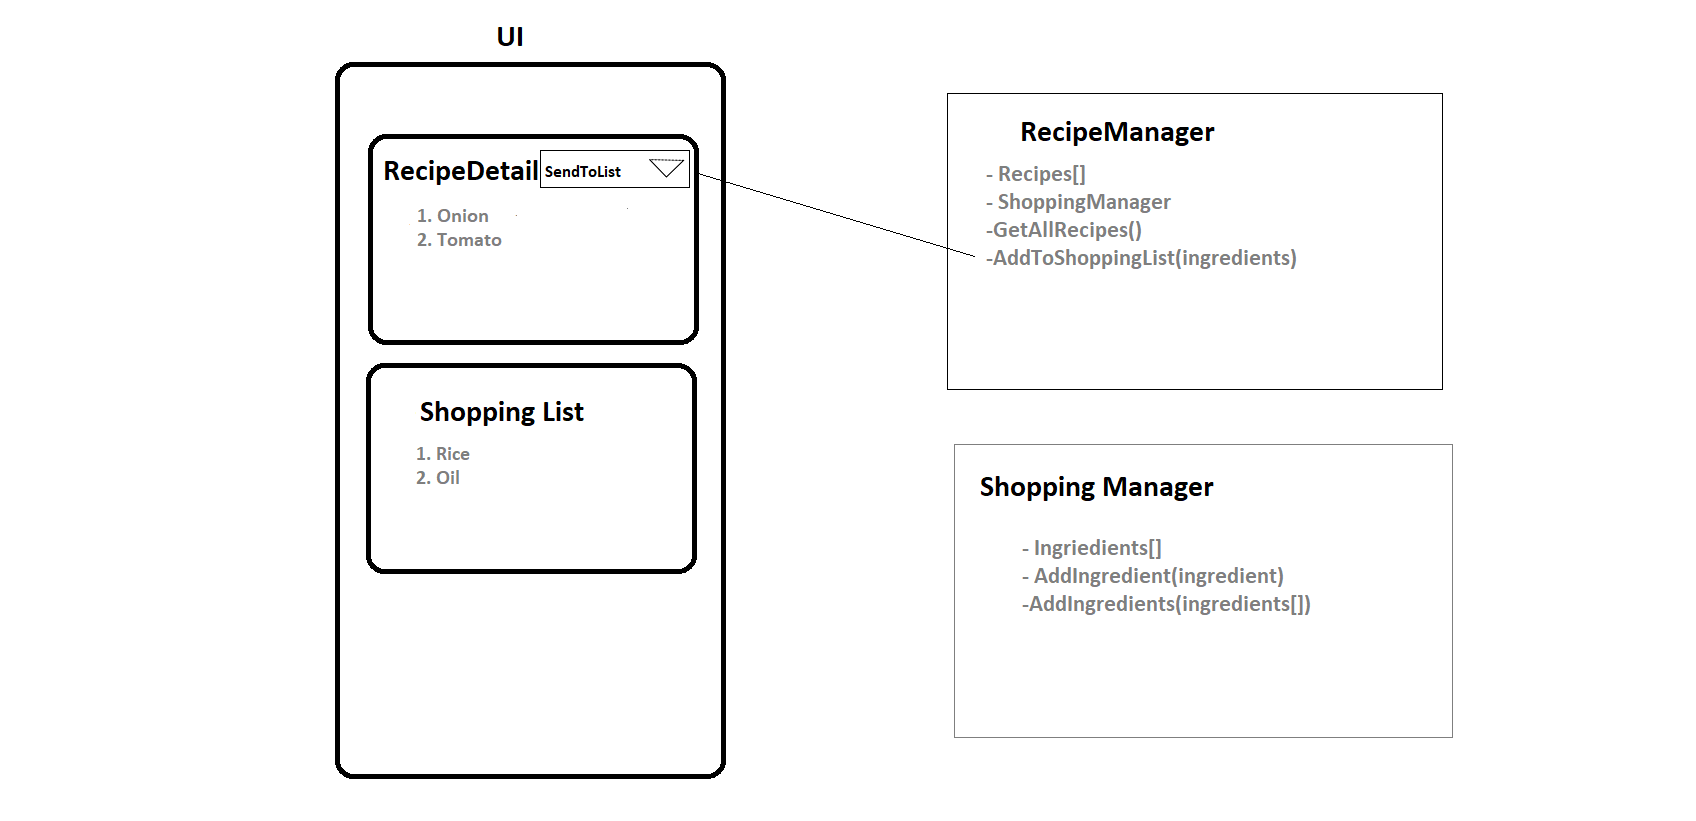 UI
RecipeDetail
SendToList
1. Onion
2. Tomato
Shopping List
1. Rice
2. Oil
RecipeManager
- Recipes[]
- ShoppingManager
-GetAllRecipes()
-AddToShoppingList(ingredients)
Shopping Manager
- Ingriedients[]
- AddIngredient(ingredient)
-AddIngredients(ingredients[])